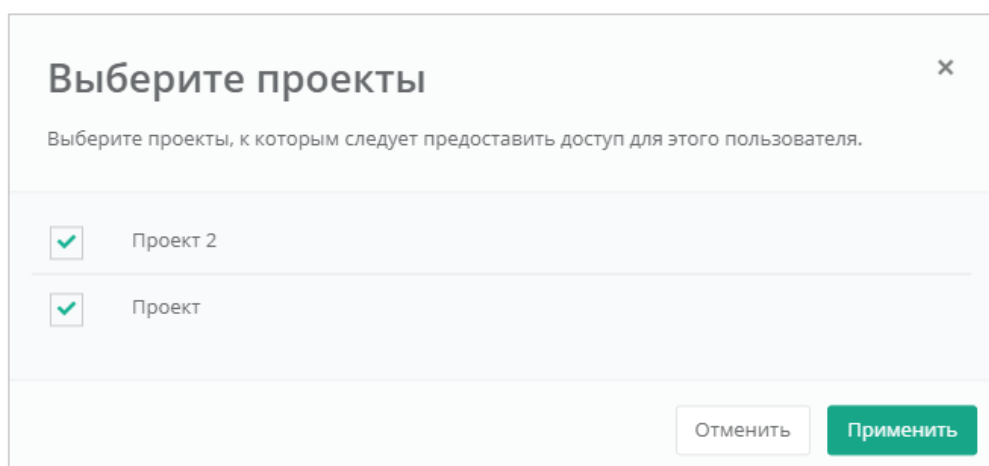 Выберите проекты
Выберите проекты, к которым следует предоставить доступ для этого пользователя.
Проект 2
Проект
Отменить
Применить